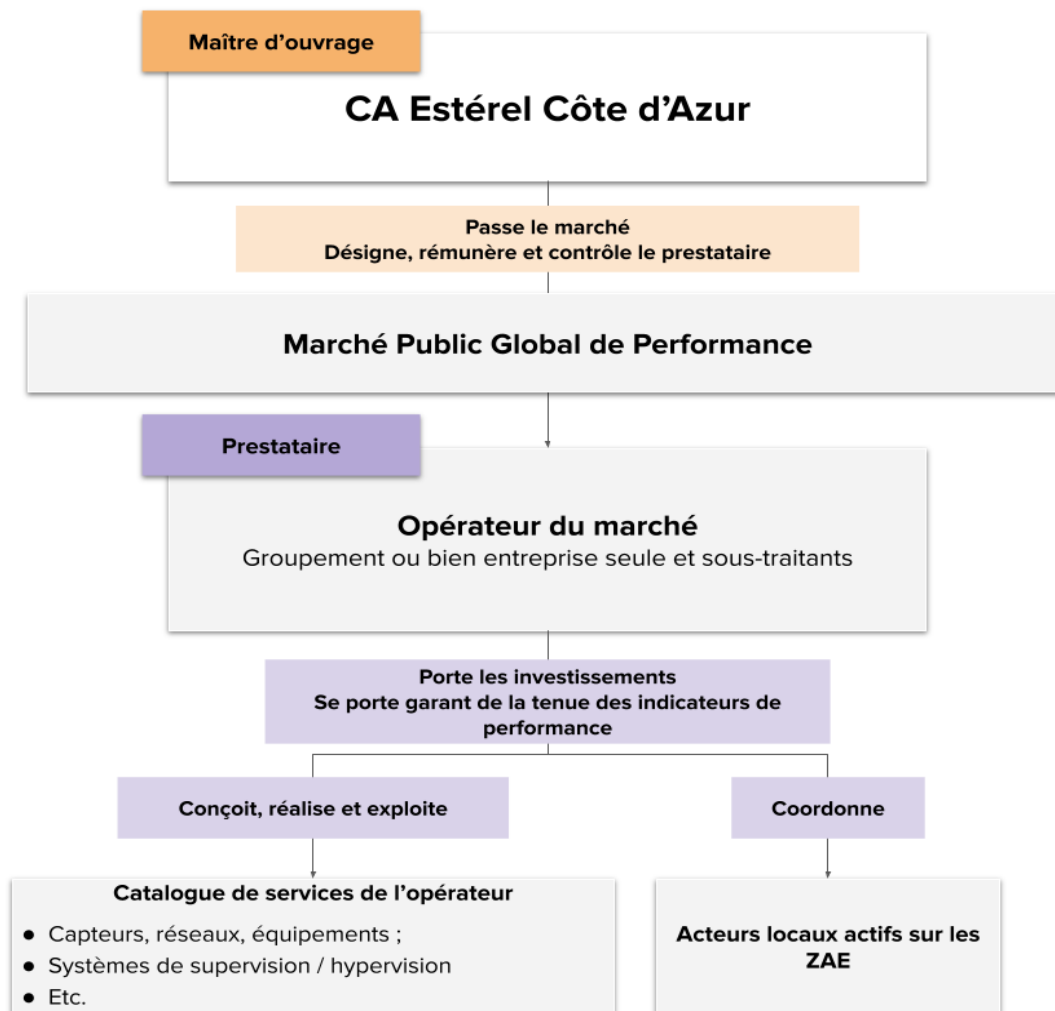 Maître d’ouvrage
CA Estérel Côte d’Azur
Passe le marché
Désigne, rémunère et contrôle le prestataire
Marché Public Global de Performance
Prestataire
Opérateur du marché
Groupement ou bien entreprise seule et sous-traitants
Porte les investissements
Se porte garant de la tenue des indicateurs de
performance
Conçoit, réalise et exploite
Coordonne
Catalogue de services de l’opérateur
● Capteurs, réseaux, équipements ;
● Systèmes de supervision / hypervision
● Etc.
Acteurs locaux actifs sur les
ZAE